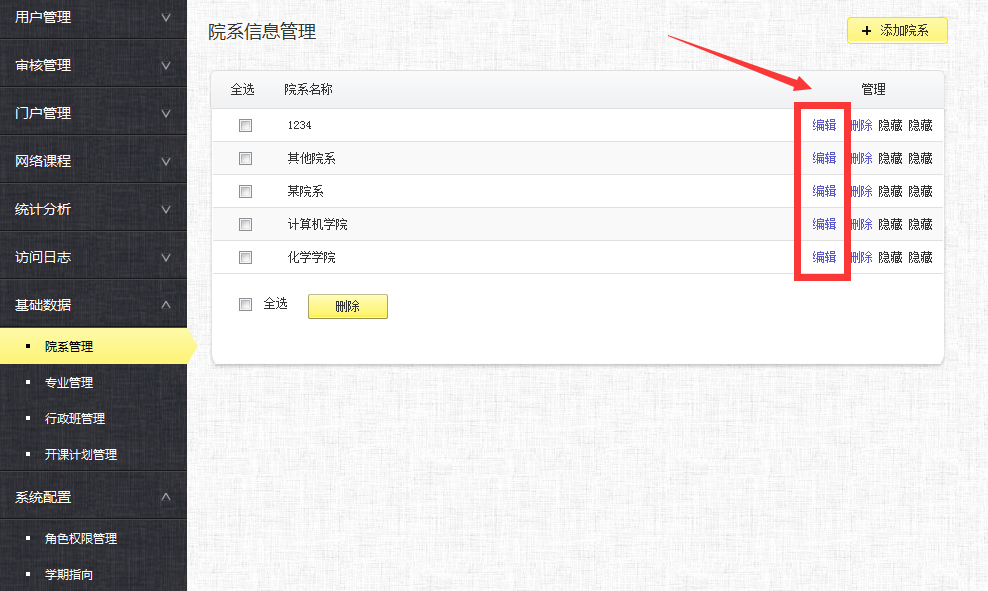 用户管理
审核管理
门户管理
网络课程
统计分析
访问日志
基础数据
院系管理
专业管理
行政班管理
开课计划管理
系统配置
角色权限管理
学期指向
院系信息管理
+ 添加院系
全选 院系名称 管理
1234 编辑 删除 隐藏 隐藏
其他院系 编辑 删除 隐藏 隐藏
某院系 编辑 删除 隐藏 隐藏
计算机学院 编辑 删除 隐藏 隐藏
化学学院 编辑 删除 隐藏 隐藏
全选 删除